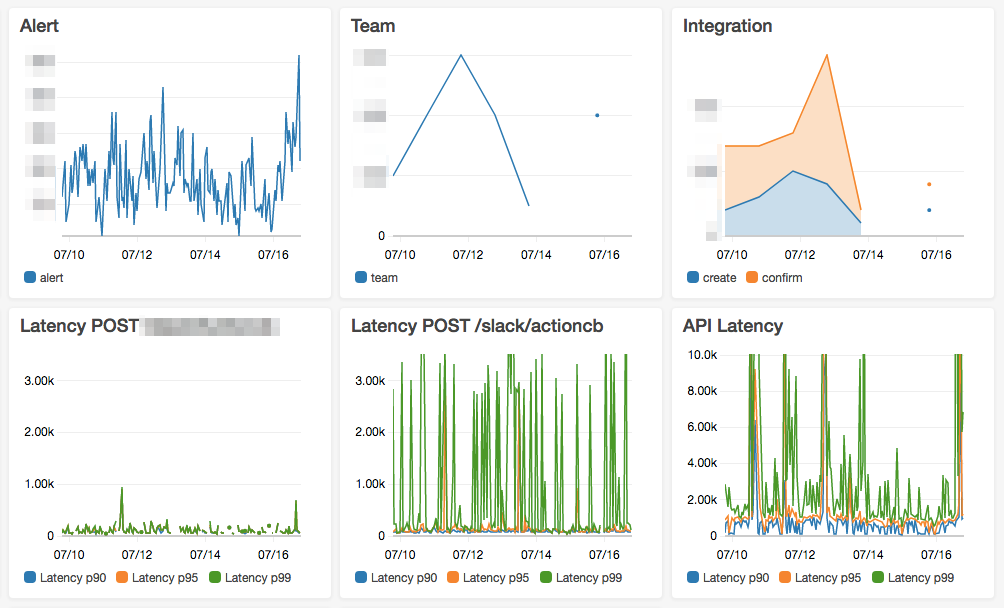 Alert
07/10 07/12 07/14 07/16
alert
Team
0
07/10 07/12 07/14 07/16
team
Integration
07/10 07/12 07/14 07/16
create confirm
Latency POST
3.00k
2.00k
1.00k
0
07/10 07/12 07/14 07/16
Latency p90 Latency p95 Latency p99
Latency POST /slack/actioncb
3.00k
2.00k
1.00k
0
07/10 07/12 07/14 07/16
Latency p90 Latency p95 Latency p99
API Latency
10.0k
8.00k
6.00k
4.00k
2.00k
0
07/10 07/12 07/14 07/16
Latency p90 Latency p95 Latency p99